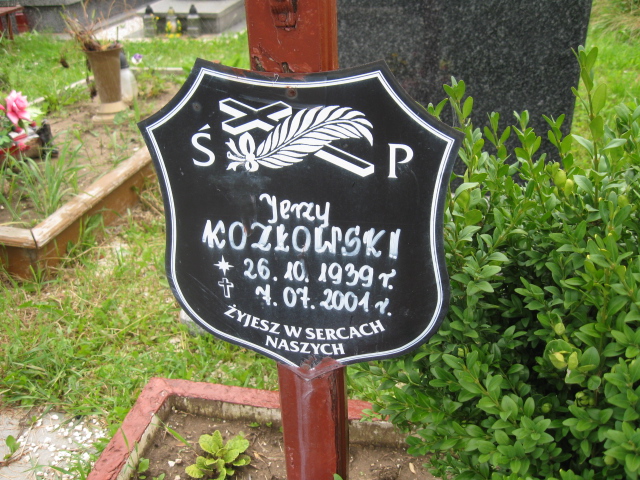 Ś P
Jerzy
KOZŁOWSKI
26.10.1939 r.
7.07.2001 r.
ŻYJESZ W SERCACH
NASZYCH